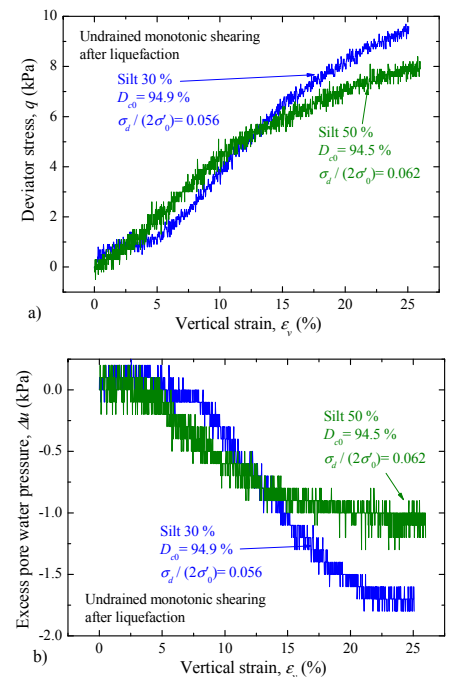 a)
Undrained monotonic shearing
after liquefaction
Silt 30 %
D_c0= 94.9 %
σ_d / (2σ'_0)= 0.056
Silt 50 %
D_c0= 94.5 %
σ_d / (2σ'_0)= 0.062
Deviator stress, q (kPa)
10
8
6
4
2
0
0
5
10
15
20
25
Vertical strain, ε_v (%)
a)
b)
Silt 50 %
D_c0= 94.5 %
σ_d / (2σ'_0)= 0.062
Silt 30 %
D_c0= 94.9 %
σ_d / (2σ'_0)= 0.056
Undrained monotonic shearing
after liquefaction
Excess pore water pressure, Δu (kPa)
0.0
-0.5
-1.0
-1.5
-2.0
0
5
10
15
20
25
Vertical strain, ε_v (%)
b)